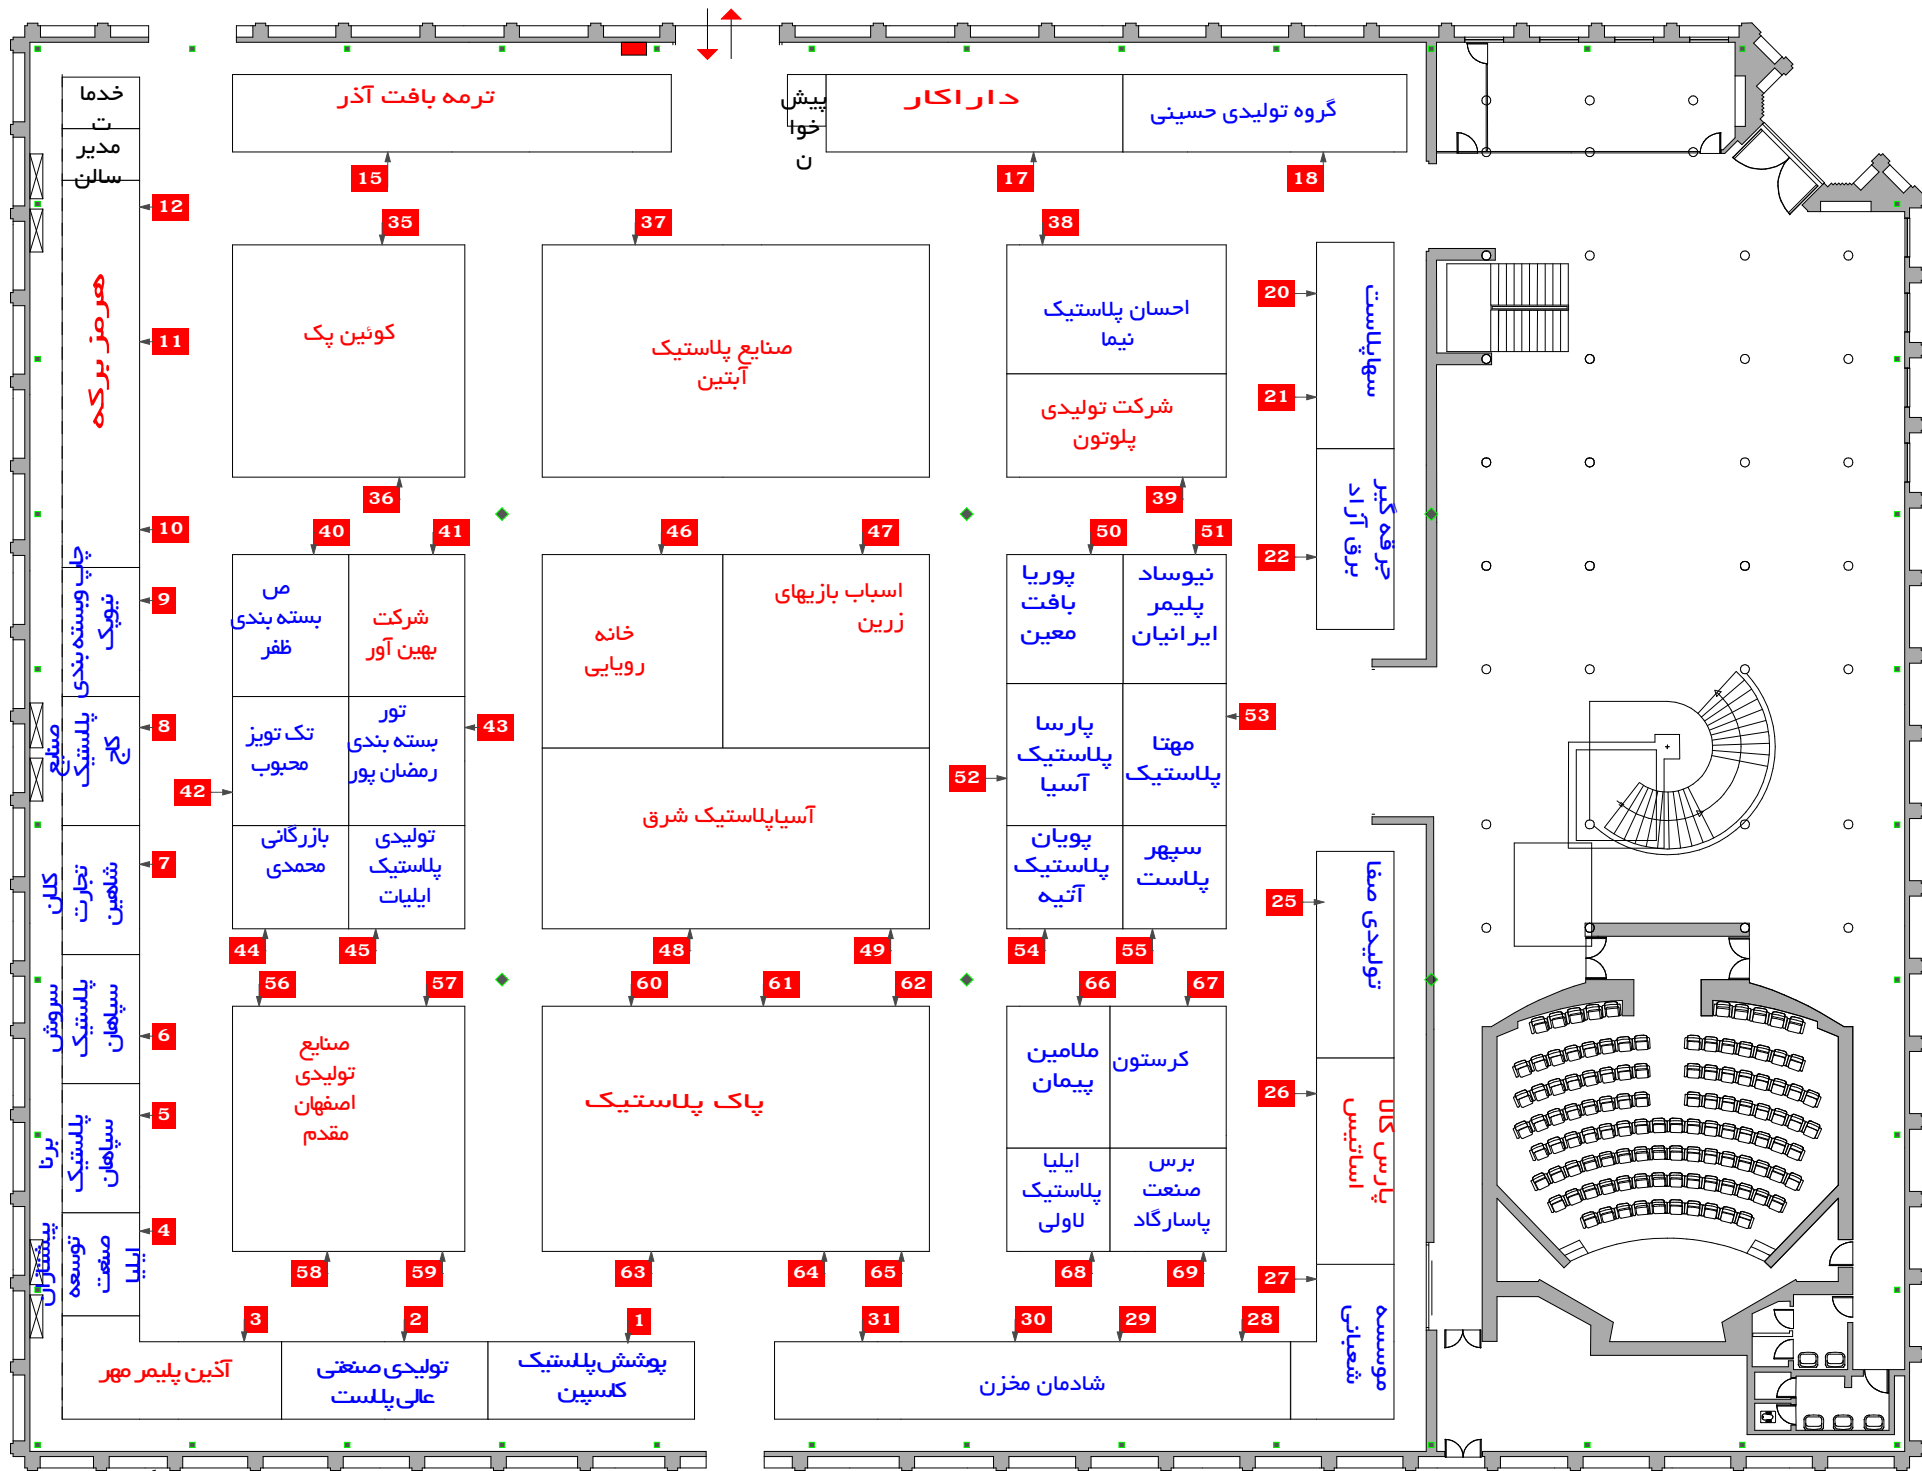 ترمه بافت آذر
پیش
خوا
ن
داراکار
گروه تولیدی حسینی
خدما
ت
مدیر
سالن
15
17
18
12
35
37
38
هرمز برکه
11
10
کوئین پک
صنایع پلاستیک
آبتین
احسان پلاستیک
نیما
شرکت تولیدی
پلوتون
20
21
سهاپلاست
36
39
22
جرقه گیر
برق آراد
40
41
46
47
50
51
چاپ وبسته بندی
نیوپک
9
ص
بسته بندی
ظفر
شرکت
بهین آور
خانه
رویایی
اسباب بازیهای
زرین
پوریا
بافت
معین
نیوساد
پلیمر
ایرانیان
صنایع
پلاستیک
کاج
8
42
تک تویز
محبوب
تور
بسته بندی
رمضان پور
43
52
پارسا
پلاستیک
آسیا
مهتا
پلاستیک
53
آسیاپلاستیک شرق
کلان
تجارت
شاهین
7
بازرگانی
محمدی
تولیدی
پلاستیک
ایلیات
پویان
پلاستیک
آتیه
سپهر
پلاست
25
تولیدی صفا
44
45
48
49
54
55
56
57
60
61
62
66
67
سروش
پلاستیک
سپاهان
6
صنایع
تولیدی
اصفهان
مقدم
پاک پلاستیک
ملامین
پیمان
کرستون
26
پارس کالا
اساتیس
برنا
پلاستیک
سپاهان
5
ایلیا
پلاستیک
لاولی
برس
صنعت
پاسارگاد
پیشتازان
توسعه
صنعت
ایلیا
4
58
59
63
64
65
68
69
27
موسسه
شعبانی
3
2
1
31
30
29
28
آذین پلیمر مهر
تولیدی صنعتی
عالی پلاست
پوشش پلاستیک
کاسپین
شادمان مخزن